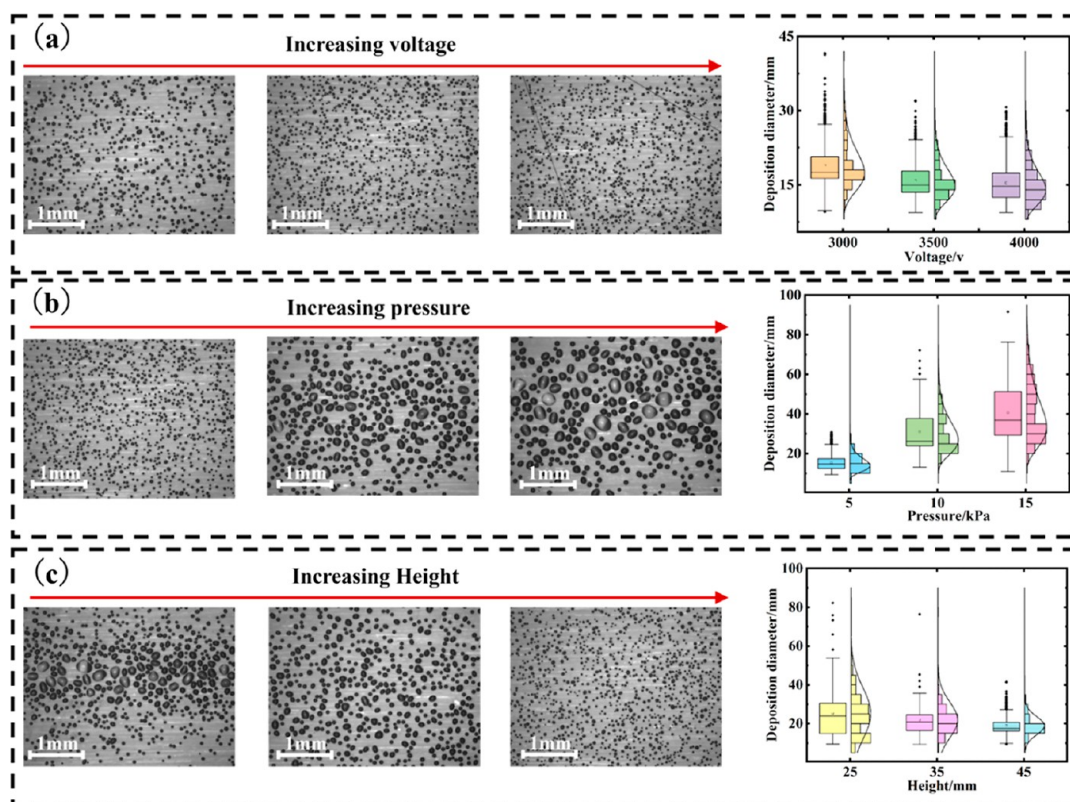 (a)
Increasing voltage
1mm
1mm
1mm
Deposition diameter/mm
45
30
15
3000
3500
4000
Voltage/v
(b)
Increasing pressure
1mm
1mm
1mm
Deposition diameter/mm
100
80
60
40
20
5
10
15
Pressure/kPa
(c)
Increasing Height
1mm
1mm
1mm
Deposition diameter/mm
100
80
60
40
20
25
35
45
Height/mm